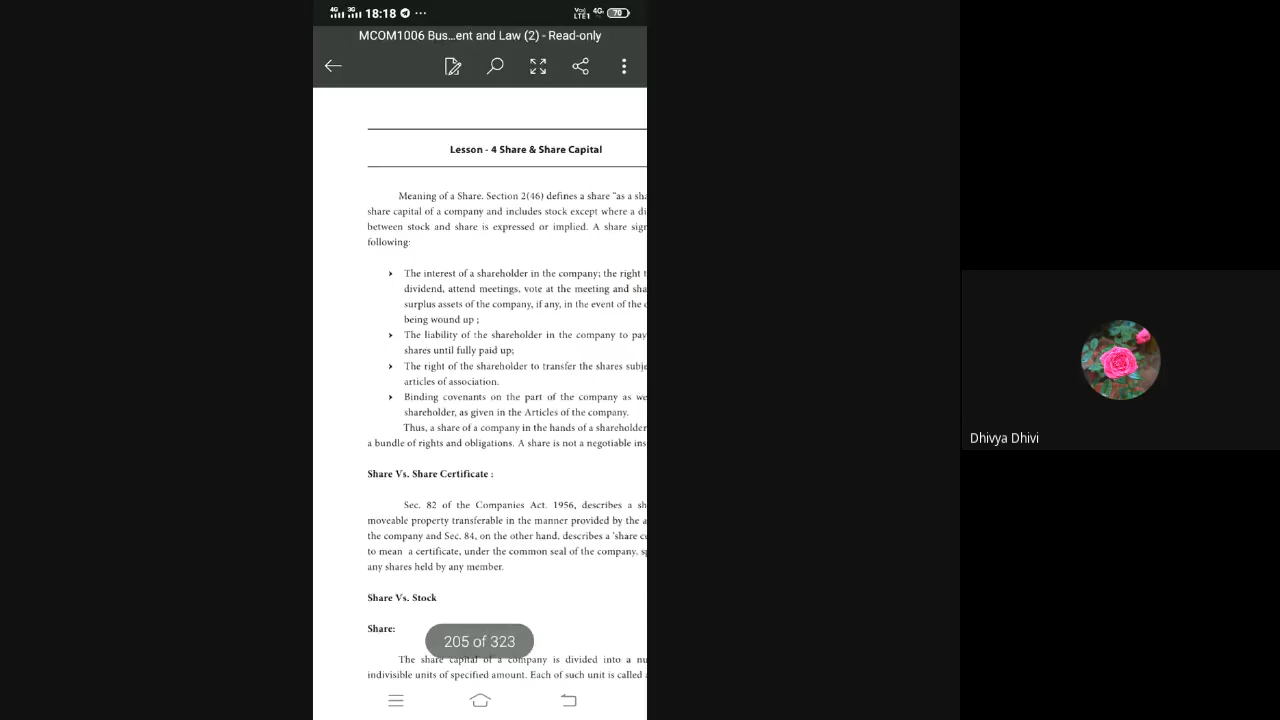 4G 3G 18:18 ···
Vo) LTE1 4G 70
MCOM1006 Bus...ent and Law (2) - Read-only
Lesson - 4 Share & Share Capital
Meaning of a Share. Section 2(46) defines a share "as a sha
share capital of a company and includes stock except where a di
between stock and share is expressed or implied. A share sign
following:
The interest of a shareholder in the company; the right t
dividend, attend meetings, vote at the meeting and sha
surplus assets of the company, if any, in the event of the c
being wound up ;
The liability of the shareholder in the company to pay
shares until fully paid up;
The right of the shareholder to transfer the shares subje
articles of association.
Binding covenants on the part of the company as we
shareholder, as given in the Articles of the company.
Thus, a share of a company in the hands of a shareholder
a bundle of rights and obligations. A share is not a negotiable ins
Share Vs. Share Certificate :
Sec. 82 of the Companies Act. 1956, describes a sh
moveable property transferable in the manner provided by the a
the company and Sec. 84, on the other hand, describes a 'share c
to mean a certificate, under the common seal of the company, sp
any shares held by any member.
Share Vs. Stock
Share:
205 of 323
The share capital of a company is divided into a nu
indivisible units of specified amount. Each of such unit is called
Dhivya Dhivi